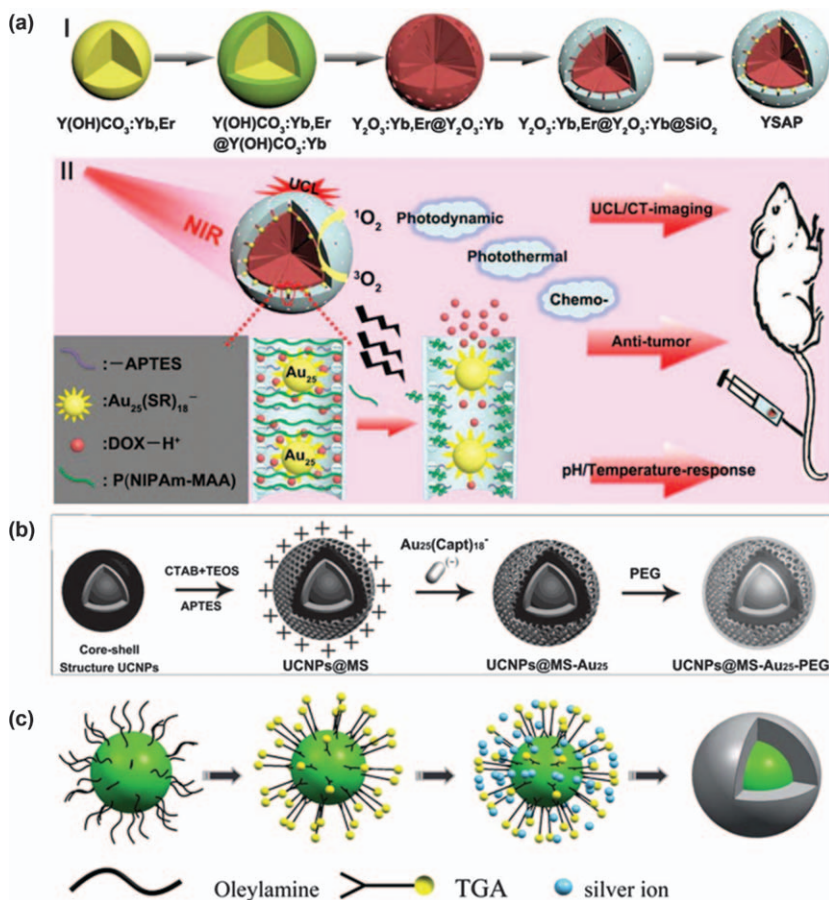 (a)
I
Y(OH)CO₃:Yb,Er
Y(OH)CO₃:Yb,Er
@Y(OH)CO₃:Yb
Y₂O₃:Yb,Er@Y₂O₃:Yb
Y₂O₃:Yb,Er@Y₂O₃:Yb@SiO₂
YSAP
II
NIR
UCL
¹O₂
³O₂
Photodynamic
Photothermal
Chemo-
UCL/CT-imaging
Anti-tumor
pH/Temperature-response
:—APTES
:Au₂₅(SR)₁₈⁻
:DOX—H⁺
: P(NIPAm-MAA)
Au₂₅
Au₂₅
(b)
Core-shell
Structure UCNPs
CTAB+TEOS
APTES
UCNPs@MS
Au₂₅(Capt)₁₈⁻
(-)
UCNPs@MS-Au₂₅
PEG
UCNPs@MS-Au₂₅-PEG
(c)
Oleylamine
TGA
silver ion